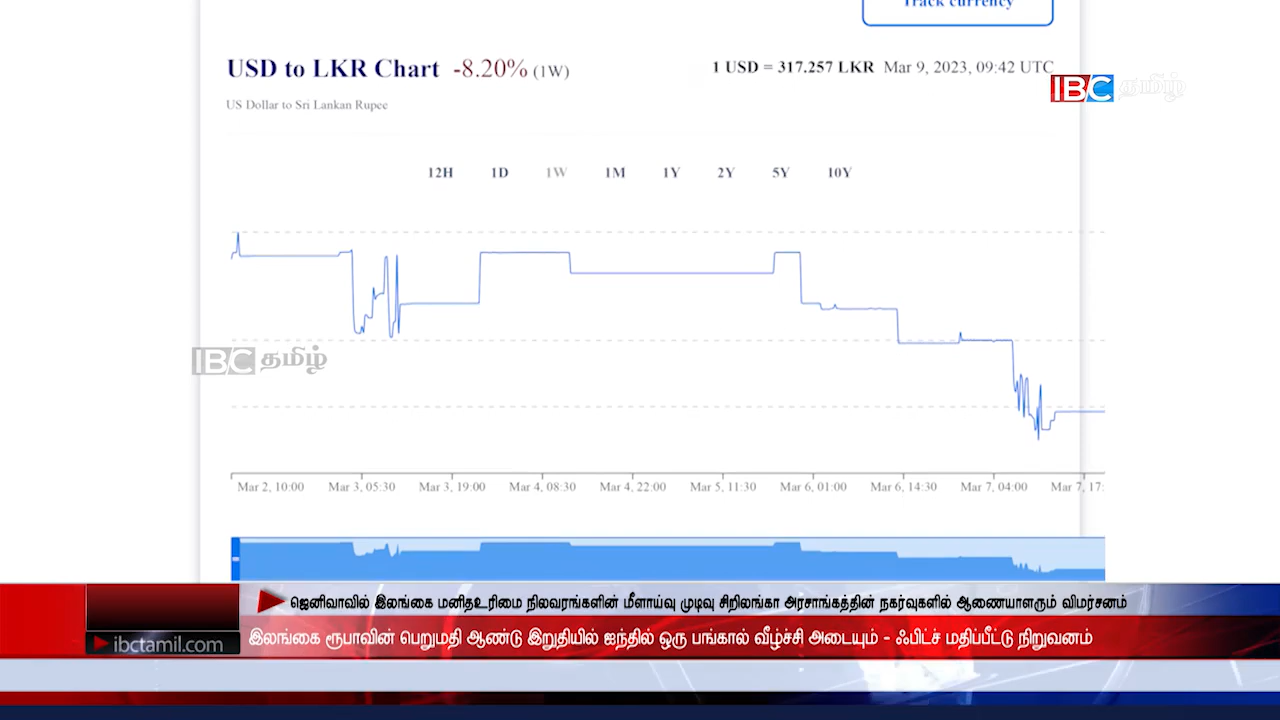 Track currency
USD to LKR Chart -8.20% (1W)
1 USD = 317.257 LKR Mar 9, 2023, 09:42 UTC
US Dollar to Sri Lankan Rupee
IBC தமிழ்
12H 1D 1W 1M 1Y 2Y 5Y 10Y
IBC தமிழ்
Mar 2, 10:00 Mar 3, 05:30 Mar 3, 19:00 Mar 4, 08:30 Mar 4, 22:00 Mar 5, 11:30 Mar 6, 01:00 Mar 6, 14:30 Mar 7, 04:00 Mar 7, 17:
ஜெனிவாவில் இலங்கை மனிதஉரிமை நிலவரங்களின் மீளாய்வு முடிவு சிறிலங்கா அரசாங்கத்தின் நகர்வுகளில் ஆணையாளரும் விமர்சனம்
ibctamil.com
இலங்கை ரூபாவின் பெறுமதி ஆண்டு இறுதியில் ஐந்தில் ஒரு பங்கால் வீழ்ச்சி அடையும் - ஃபிட்ச் மதிப்பீட்டு நிறுவனம்